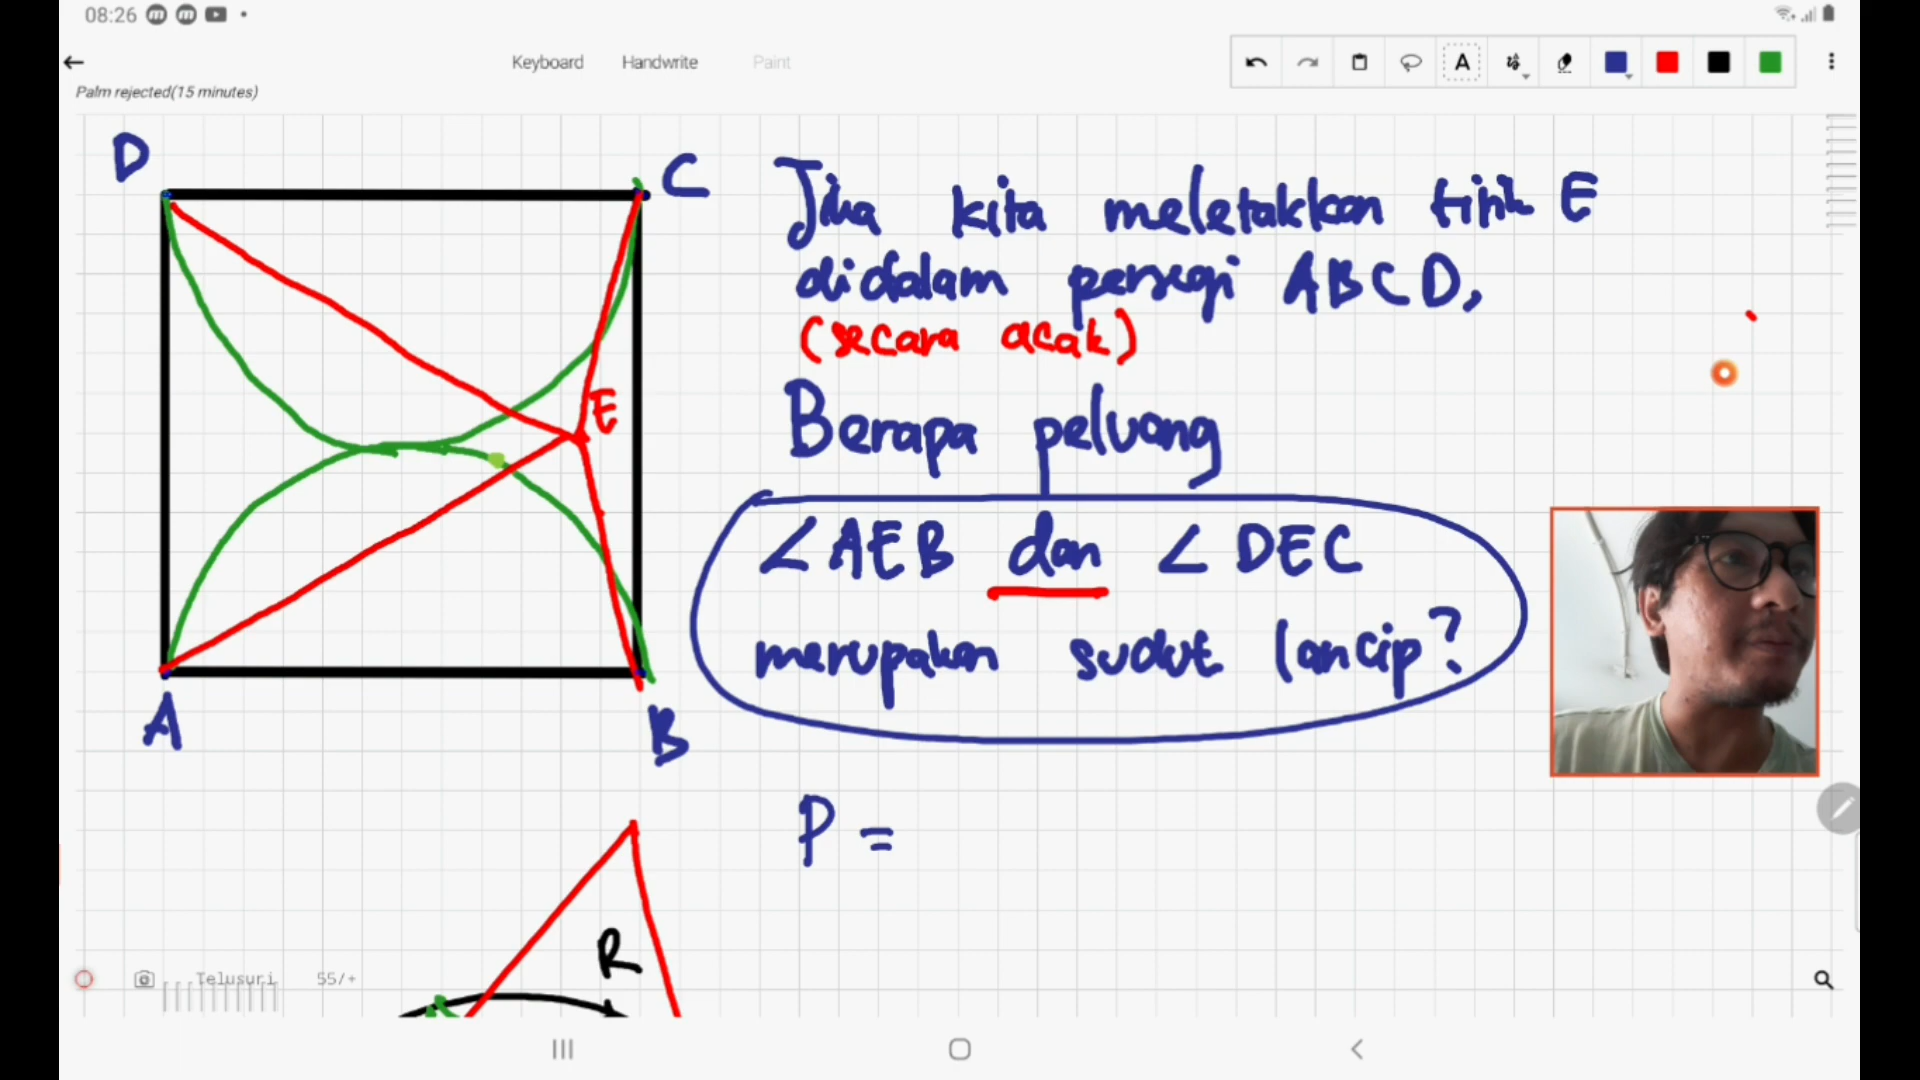 08:26
Keyboard Handwrite Paint
A
Palm rejected(15 minutes)
D
C
Jika kita meletakkan titik E
didalam persegi ABCD,
(secara acak)
E
Berapa peluang
∠AEB dan ∠DEC
merupakan sudut lancip?
A
B
P =
R
Telusuri 55/+